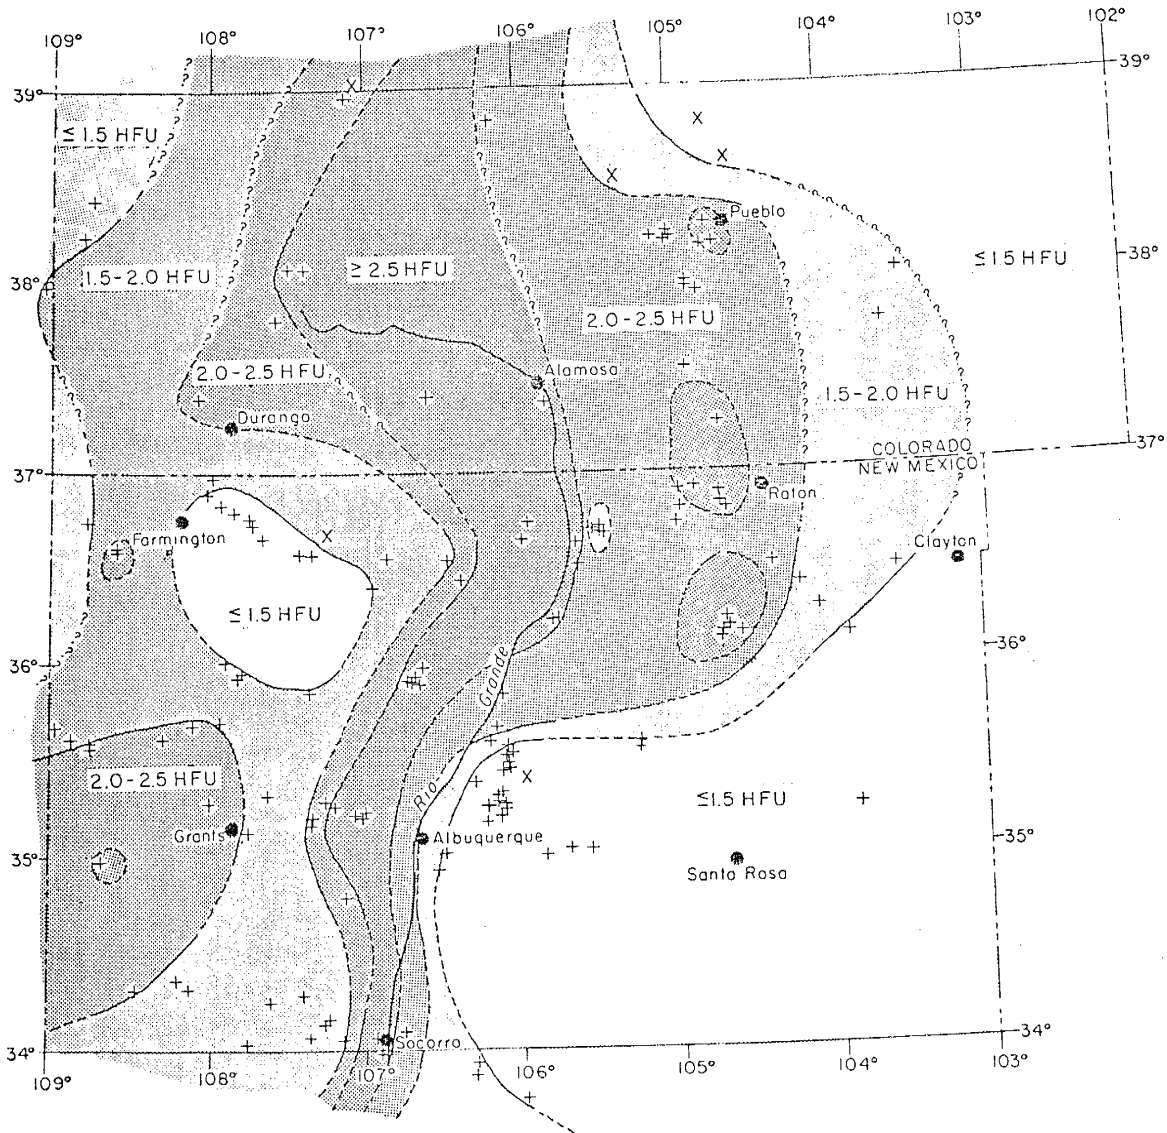 109°
108°
107°
106°
105°
104°
103°
102°
39°
39°
≤ 1.5 HFU
Pueblo
38°
1.5-2.0 HFU
≥ 2.5 HFU
≤ 1.5 HFU
38°
2.0-2.5 HFU
2.0-2.5 HFU
Alamosa
1.5-2.0 HFU
Durango
37°
COLORADO
NEW MEXICO
37°
Raton
Farmington
Clayton
≤ 1.5 HFU
36°
36°
Rio Grande
2.0-2.5 HFU
≤1.5 HFU
Grants
Albuquerque
35°
35°
Santa Rosa
34°
Socorro
34°
109°
108°
107°
106°
105°
104°
103°